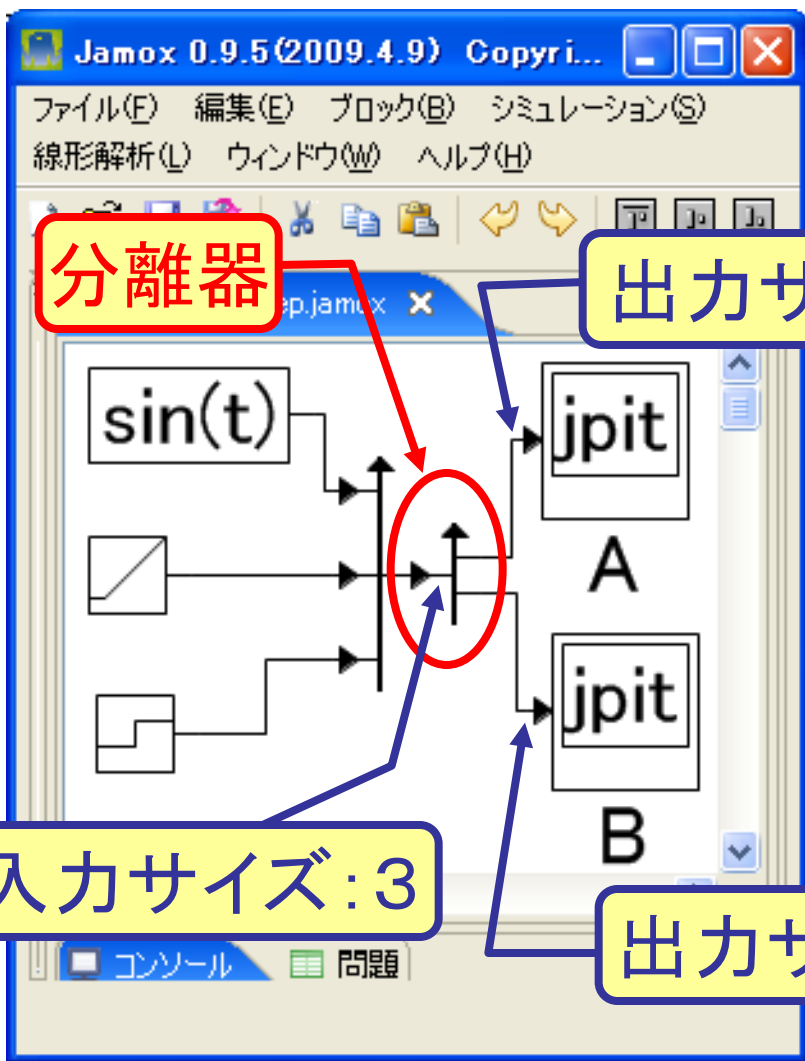 Jamox 0.9.5(2009.4.9) Copyri...
ファイル(F) 編集(E) ブロック(B) シミュレーション(S)
線形解析(L) ウィンドウ(W) ヘルプ(H)
分離器
出力サ
ep.jamox
sin(t)
jpit
A
jpit
B
入力サイズ:3
出力サ
コンソール 問題